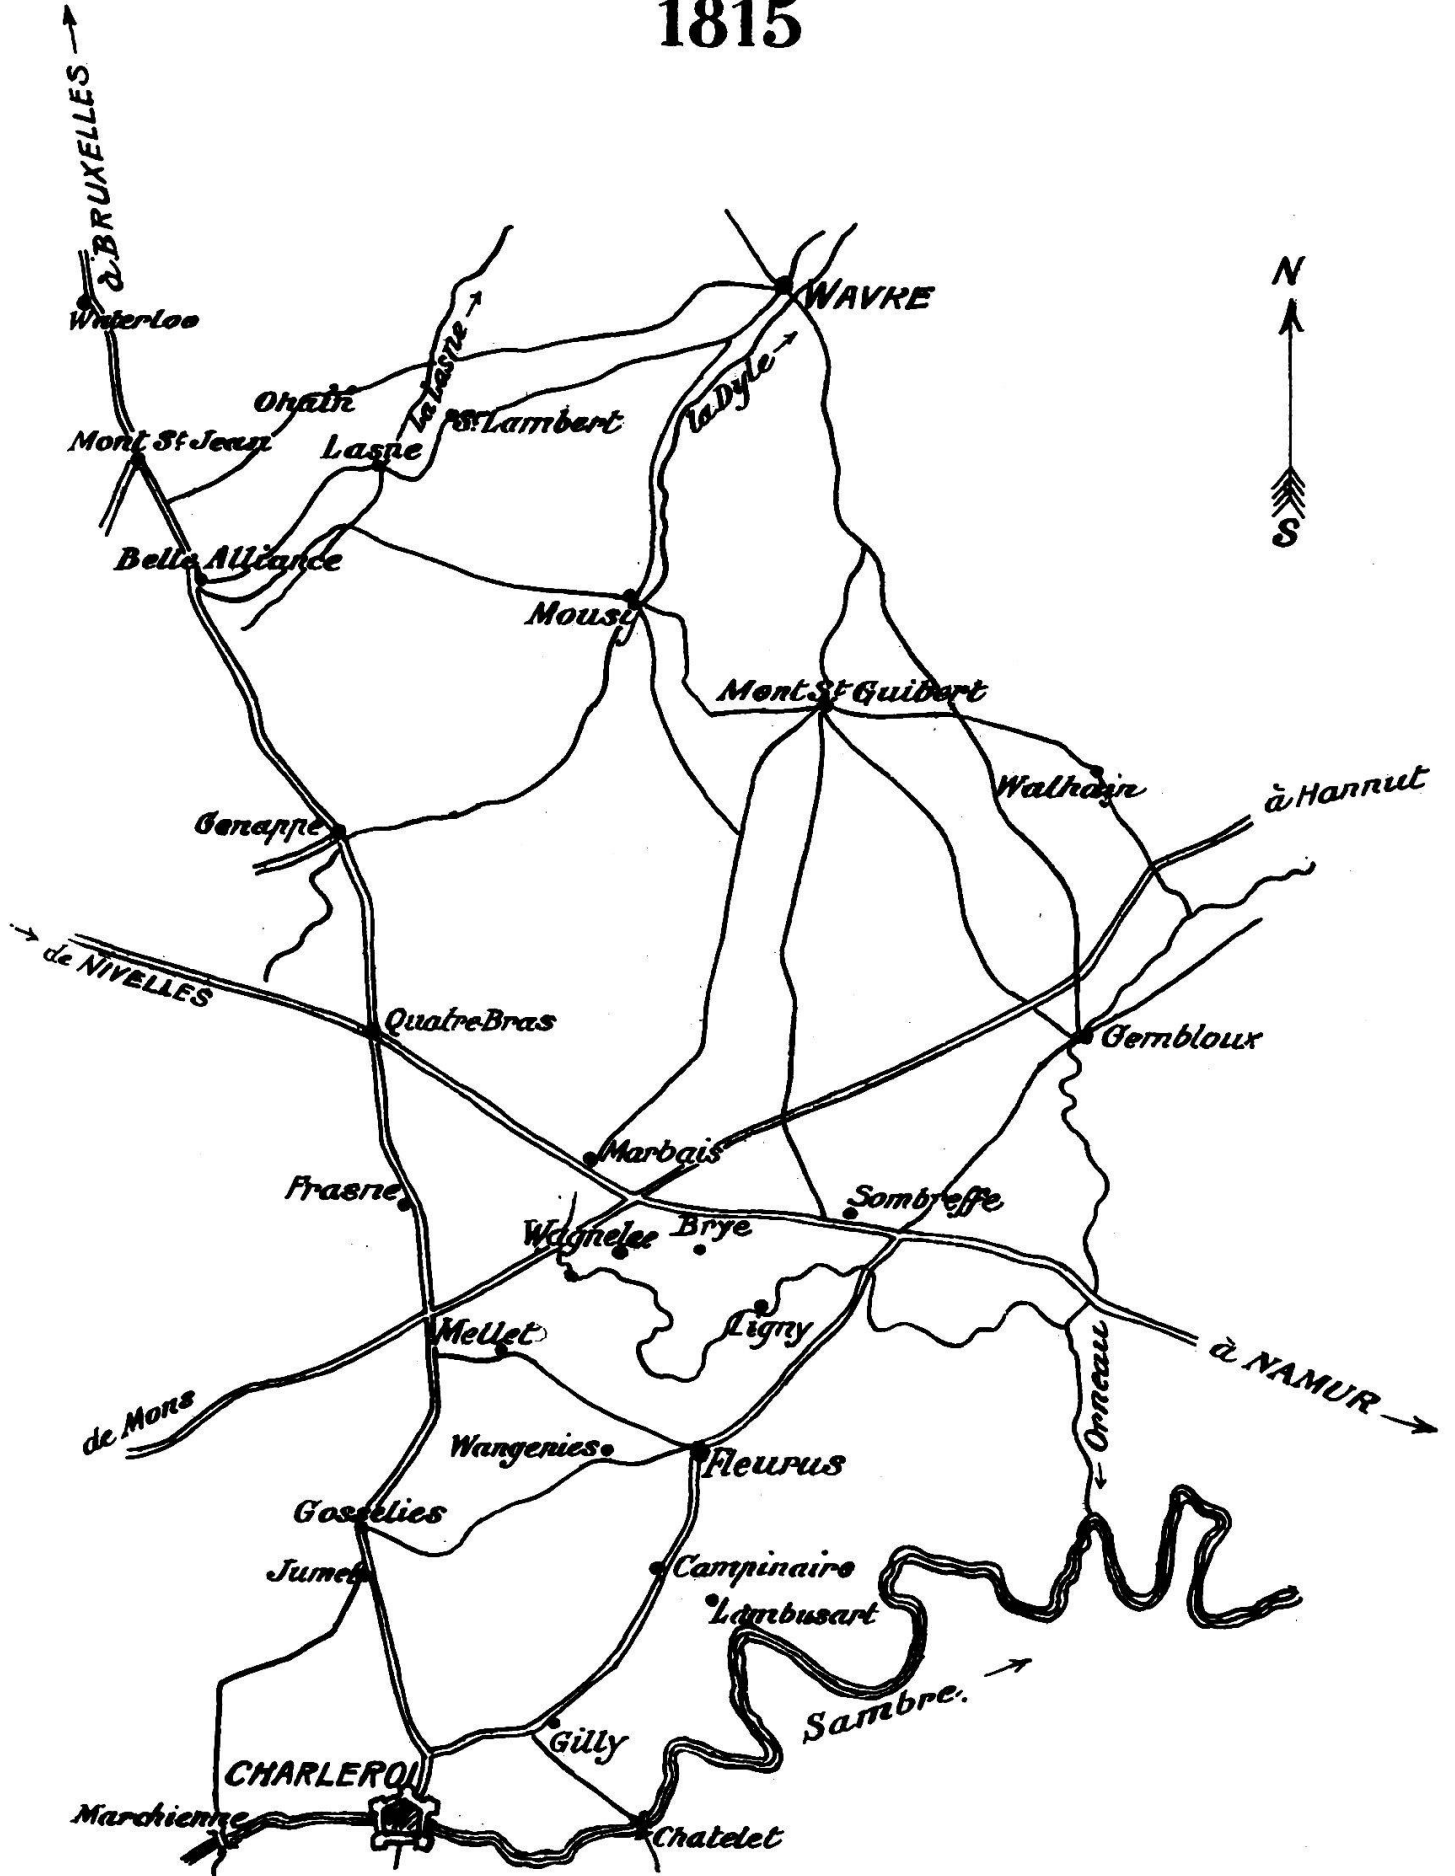 1815
à BRUXELLES
Waterloo
WAVRE
N
la Lasne
la Dyle
Ohain
St Lambert
Mont St Jean
Lasne
S
Belle Alliance
Mousy
Mont St Guibert
Walhain
à Hannut
Genappe
de NIVELLES
Quatre Bras
Gembloux
Marbais
Frasne
Sombreffe
Wagnelee
Brye
Ligny
Mellet
à NAMUR
Orneau
de Mons
Wangenies
Fleurus
Gosselies
Jumet
Campinaire
Lambusart
Sambre.
Gilly
CHARLEROI
Marchienne
Chatelet